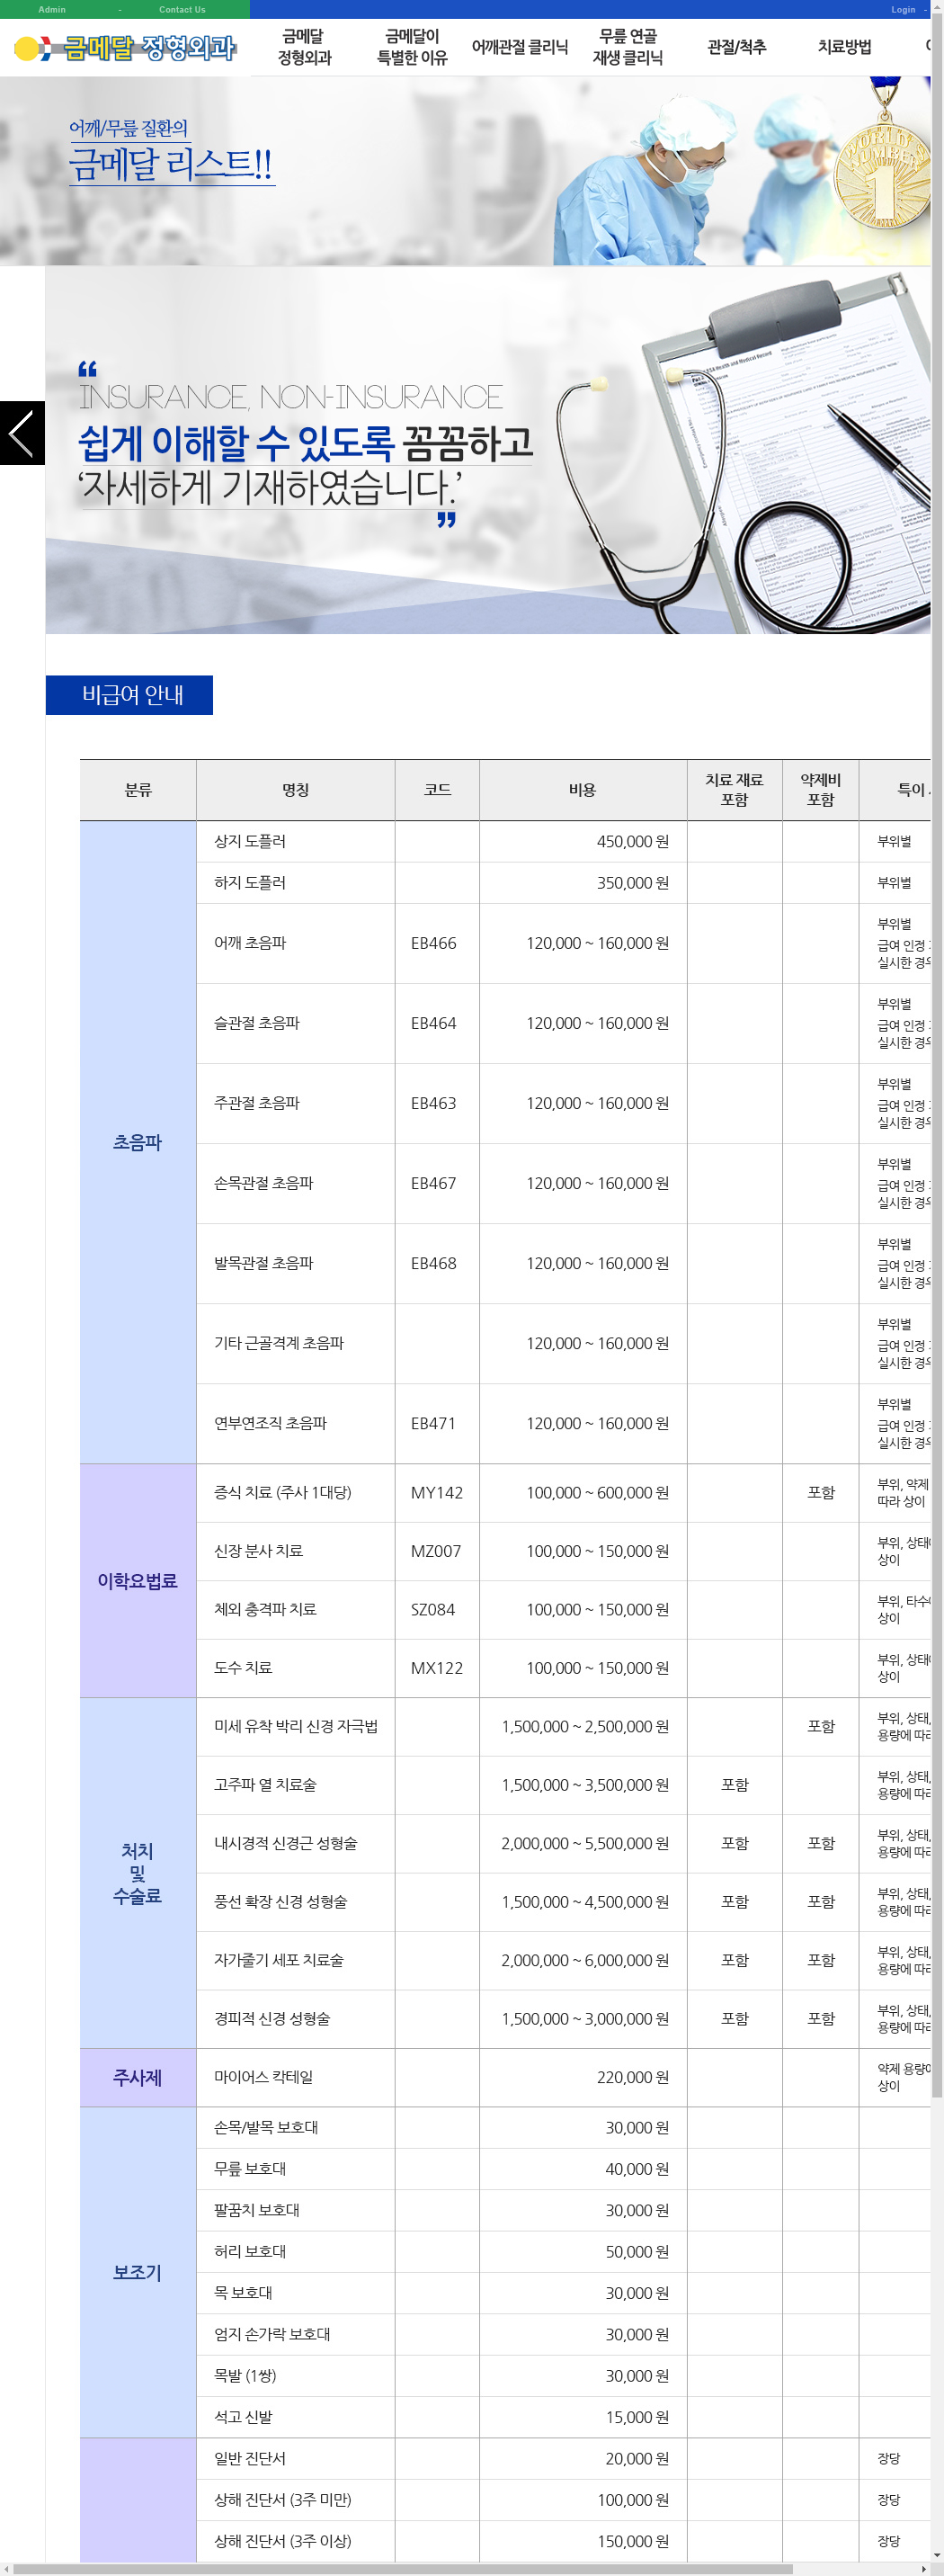 Admin - Contact Us Login -
금메달 정형외과
금메달
정형외과
금메달이
특별한 이유
어깨관절 클리닉
무릎 연골
재생 클리닉
관절/척추
치료방법
어깨/무릎 질환의
금메달 리스트!!
WORLD'S
NUMBER
1
“
INSURANCE, NON-INSURANCE
쉽게 이해할 수 있도록 꼼꼼하고
‘자세하게 기재하였습니다.’
”
비급여 안내
분류 명칭 코드 비용 치료 재료 포함 약제비 포함 특이
초음파
상지 도플러 450,000 원 부위별
하지 도플러 350,000 원 부위별
어깨 초음파 EB466 120,000 ~ 160,000 원 부위별
급여 인정
실시한 경우
슬관절 초음파 EB464 120,000 ~ 160,000 원 부위별
급여 인정
실시한 경우
주관절 초음파 EB463 120,000 ~ 160,000 원 부위별
급여 인정
실시한 경우
손목관절 초음파 EB467 120,000 ~ 160,000 원 부위별
급여 인정
실시한 경우
발목관절 초음파 EB468 120,000 ~ 160,000 원 부위별
급여 인정
실시한 경우
기타 근골격계 초음파 120,000 ~ 160,000 원 부위별
급여 인정
실시한 경우
연부연조직 초음파 EB471 120,000 ~ 160,000 원 부위별
급여 인정
실시한 경우
이학요법료
증식 치료 (주사 1대당) MY142 100,000 ~ 600,000 원 포함 부위, 약제
따라 상이
신장 분사 치료 MZ007 100,000 ~ 150,000 원 부위, 상태에
상이
체외 충격파 치료 SZ084 100,000 ~ 150,000 원 부위, 타수에
상이
도수 치료 MX122 100,000 ~ 150,000 원 부위, 상태에
상이
처치
및
수술료
미세 유착 박리 신경 자극법 1,500,000 ~ 2,500,000 원 포함 부위, 상태,
용량에 따라
고주파 열 치료술 1,500,000 ~ 3,500,000 원 포함 부위, 상태,
용량에 따라
내시경적 신경근 성형술 2,000,000 ~ 5,500,000 원 포함 포함 부위, 상태,
용량에 따라
풍선 확장 신경 성형술 1,500,000 ~ 4,500,000 원 포함 포함 부위, 상태,
용량에 따라
자가줄기 세포 치료술 2,000,000 ~ 6,000,000 원 포함 포함 부위, 상태,
용량에 따라
경피적 신경 성형술 1,500,000 ~ 3,000,000 원 포함 포함 부위, 상태,
용량에 따라
주사제
마이어스 칵테일 220,000 원 약제 용량에
상이
보조기
손목/발목 보호대 30,000 원
무릎 보호대 40,000 원
팔꿈치 보호대 30,000 원
허리 보호대 50,000 원
목 보호대 30,000 원
엄지 손가락 보호대 30,000 원
목발 (1쌍) 30,000 원
석고 신발 15,000 원
일반 진단서 20,000 원 장당
상해 진단서 (3주 미만) 100,000 원 장당
상해 진단서 (3주 이상) 150,000 원 장당